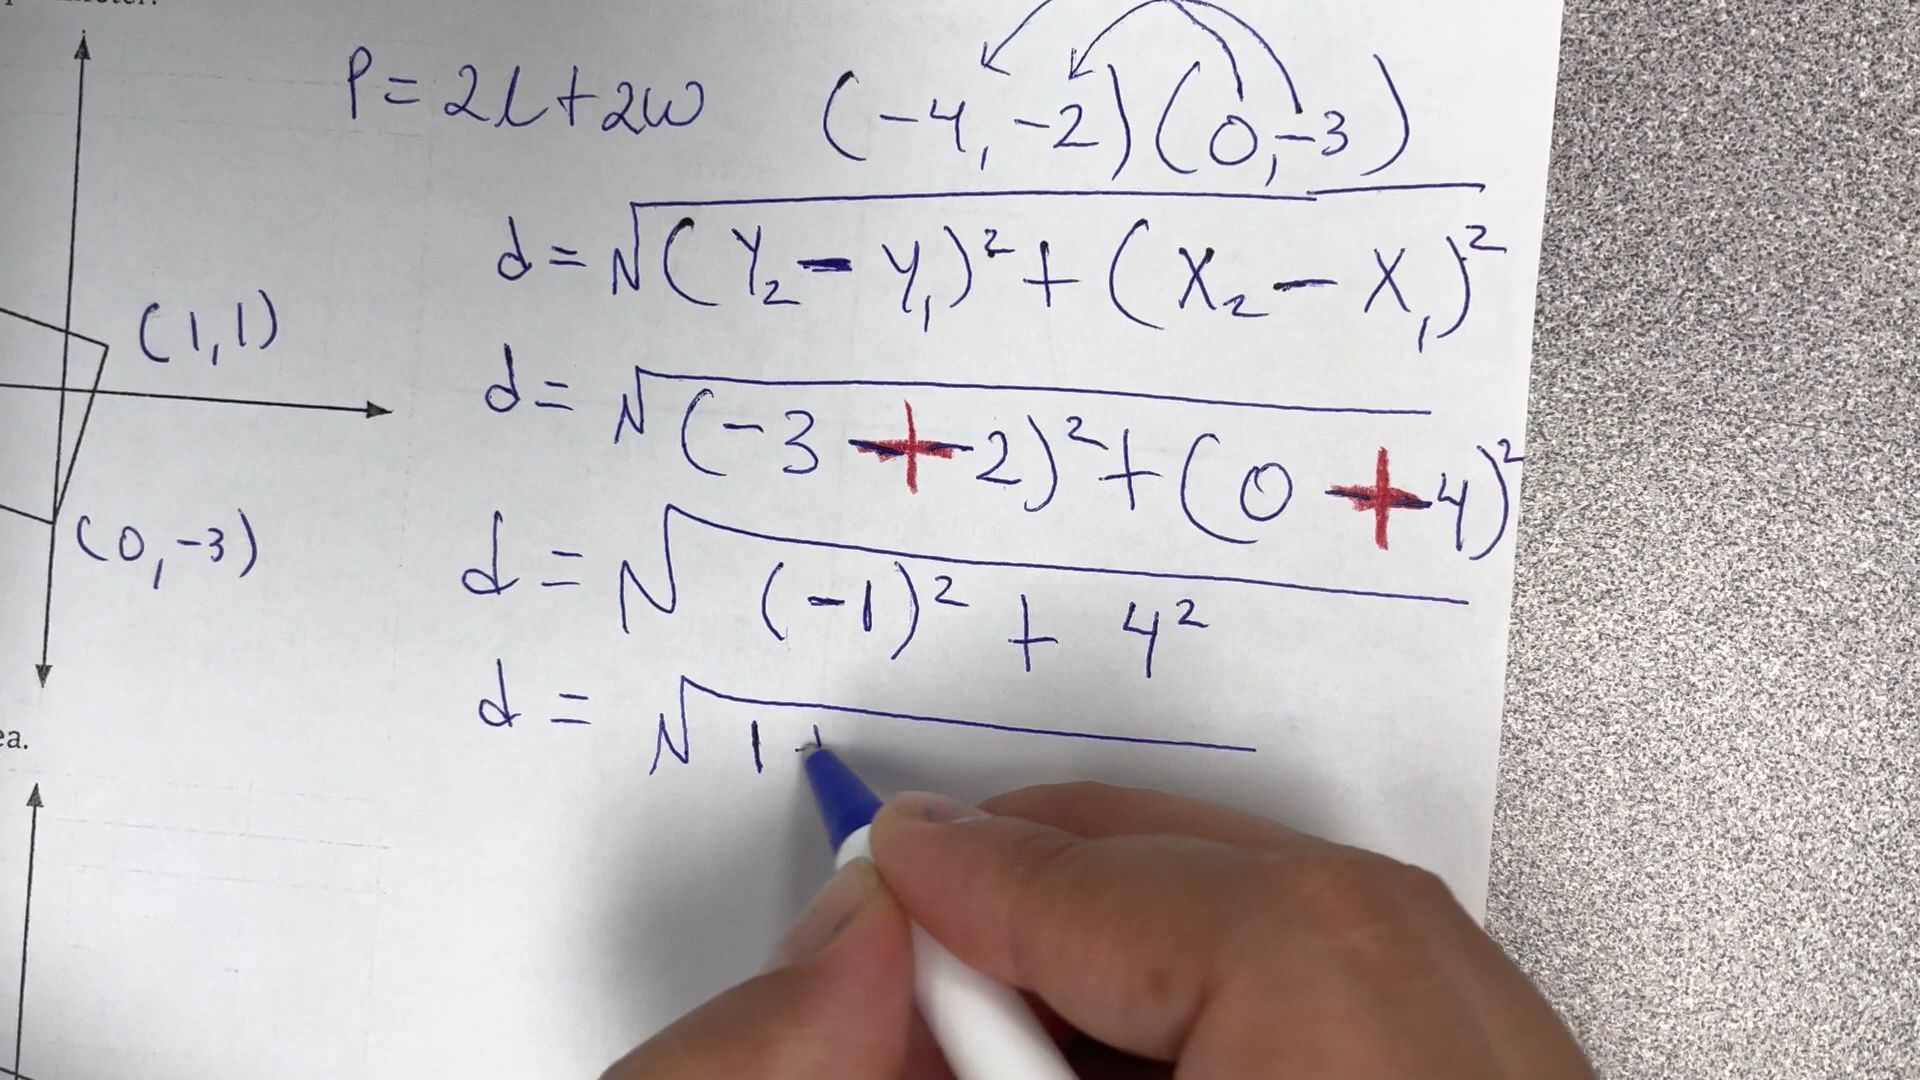 P = 2l + 2w (-4, -2) (0, -3)
d = √((Y₂ - Y₁)² + (X₂ - X₁)²)
(1, 1)
d = √((-3 + 2)² + (0 + 4)²)
(0, -3)
d = √((-1)² + 4²)
d = √(1 +
ea.